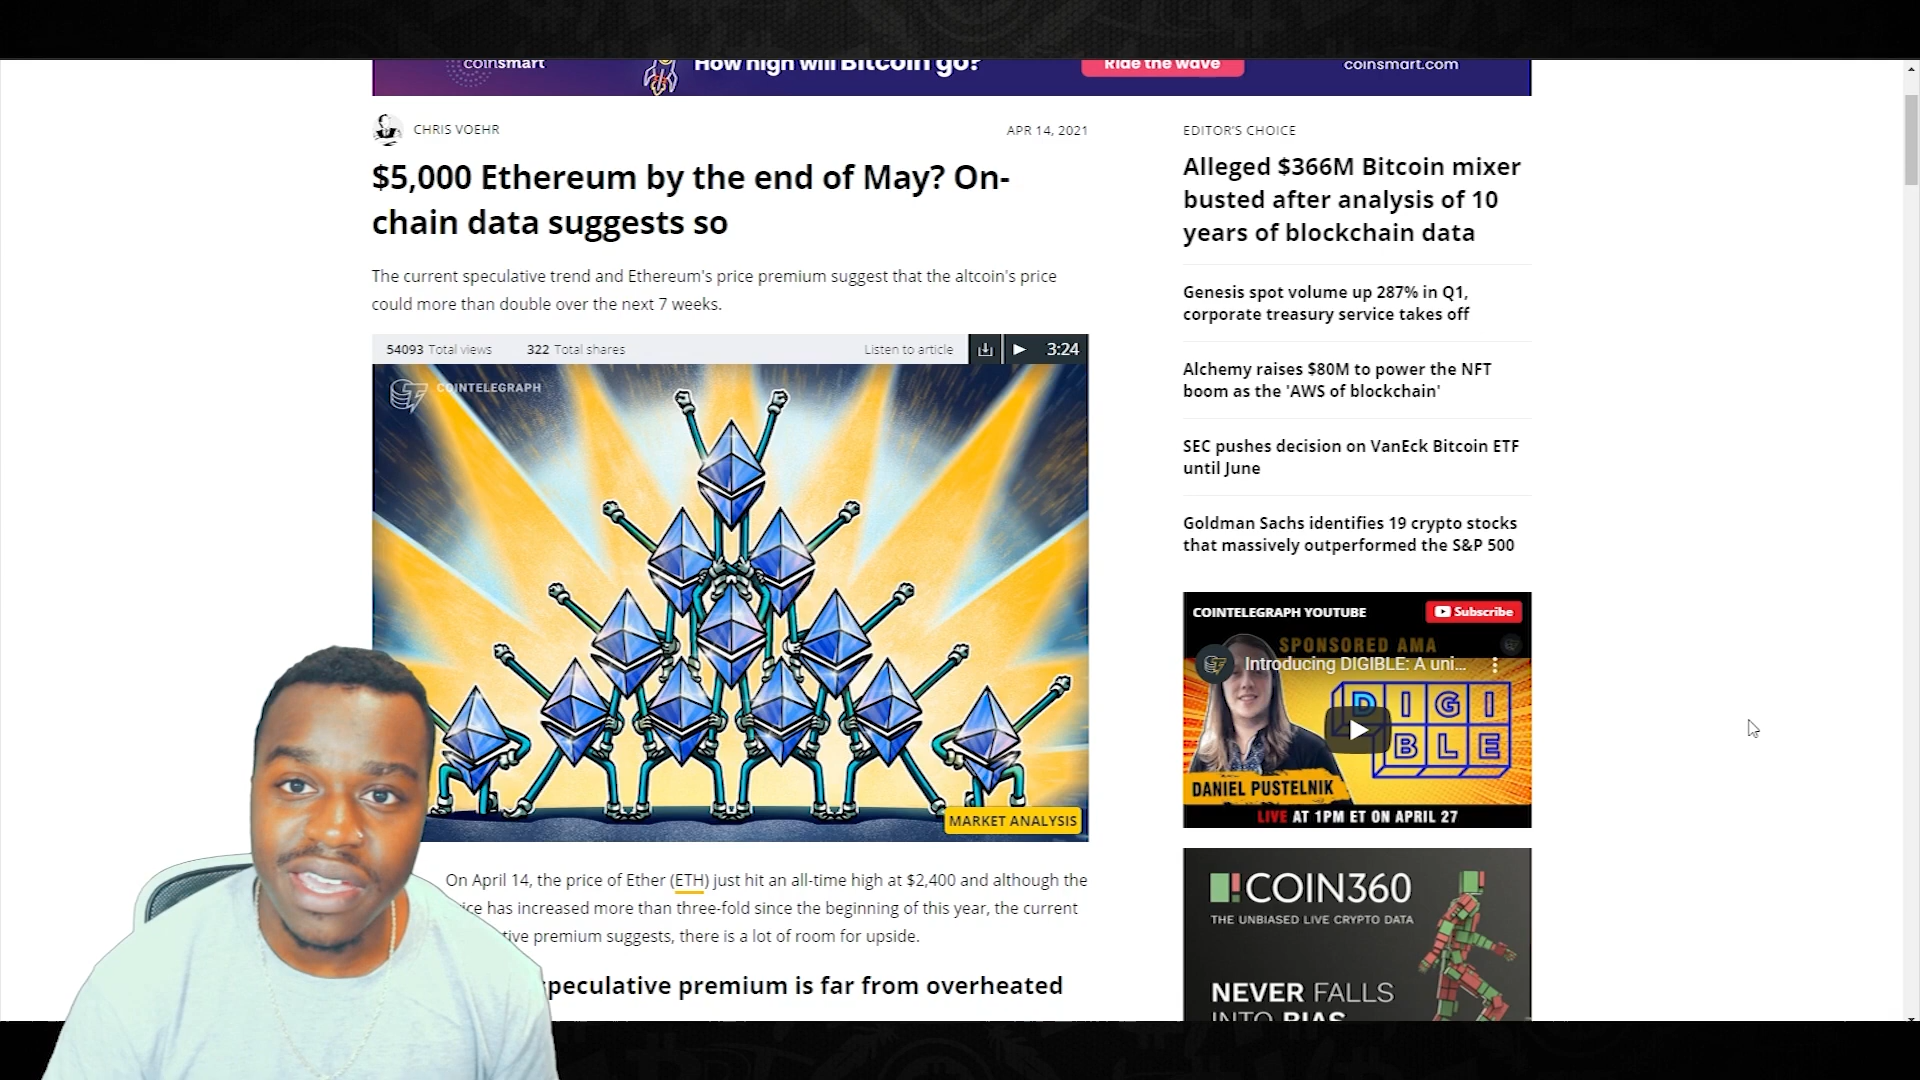 coinsmart
How high will Bitcoin go?
Ride the wave
coinsmart.com
CHRIS VOEHR
APR 14, 2021
$5,000 Ethereum by the end of May? On-
chain data suggests so
The current speculative trend and Ethereum's price premium suggest that the altcoin's price
could more than double over the next 7 weeks.
54093 Total views 322 Total shares
Listen to article
3:24
COINTELEGRAPH
MARKET ANALYSIS
On April 14, the price of Ether (ETH) just hit an all-time high at $2,400 and although the
has increased more than three-fold since the beginning of this year, the current
premium suggests, there is a lot of room for upside.
speculative premium is far from overheated
EDITOR'S CHOICE
Alleged $366M Bitcoin mixer
busted after analysis of 10
years of blockchain data
Genesis spot volume up 287% in Q1,
corporate treasury service takes off
Alchemy raises $80M to power the NFT
boom as the 'AWS of blockchain'
SEC pushes decision on VanEck Bitcoin ETF
until June
Goldman Sachs identifies 19 crypto stocks
that massively outperformed the S&P 500
COINTELEGRAPH YOUTUBE
Subscribe
SPONSORED AMA
Introducing DIGIBLE: A uni...
DIGI
BLE
DANIEL PUSTELNIK
LIVE AT 1PM ET ON APRIL 27
COIN360
THE UNBIASED LIVE CRYPTO DATA
NEVER FALLS
INTO BIAS